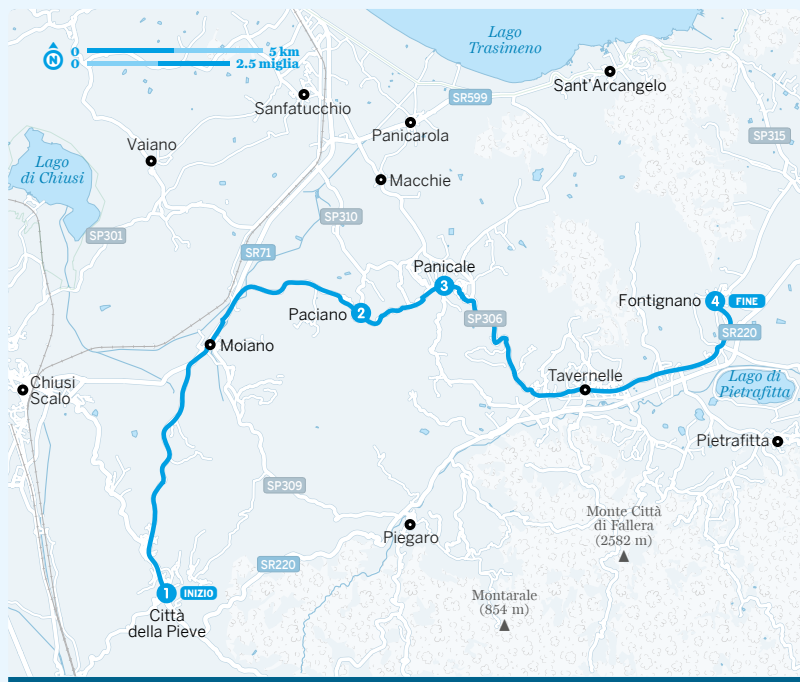 Lago
Trasimeno
0
5 km
N
0
2.5 miglia
Sant'Arcangelo
SR599
Sanfatucchio
Panicarola
SP315
Vaiano
Lago
di Chiusi
Macchie
SP310
SP301
SR71
Panicale
3
Paciano
2
Fontignano
4
FINE
SP306
SR220
Moiano
Tavernelle
Chiusi
Scalo
Lago di
Pietrafitta
Pietrafitta
SP309
Monte Città
di Fallera
(2582 m)
Piegaro
SR220
1
INIZIO
Montarale
(854 m)
Città
della Pieve